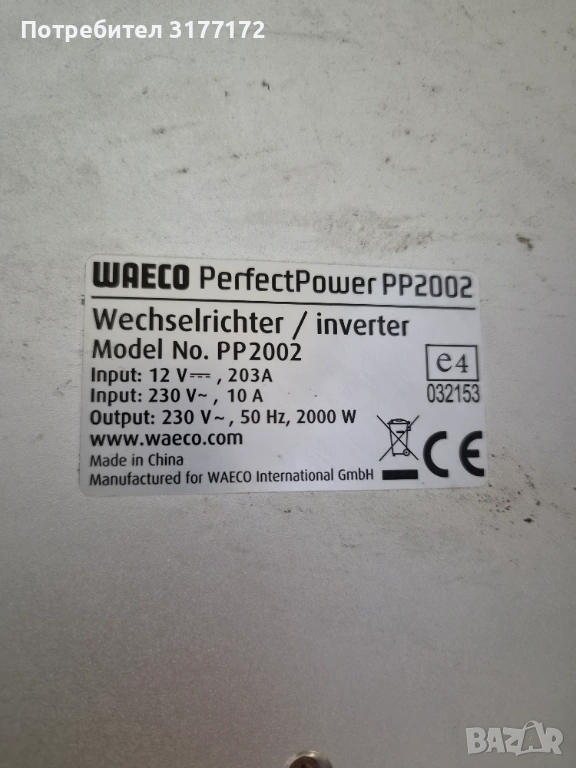 Потребител 3177172
WAECO PerfectPower PP2002
Wechselrichter / inverter
Model No. PP2002
Input: 12 V⎓, 203A
Input: 230 V~, 10 A
Output: 230 V~, 50 Hz, 2000 W
www.waeco.com
Made in China
Manufactured for WAECO International GmbH
e4
032153
CE
BAZAR